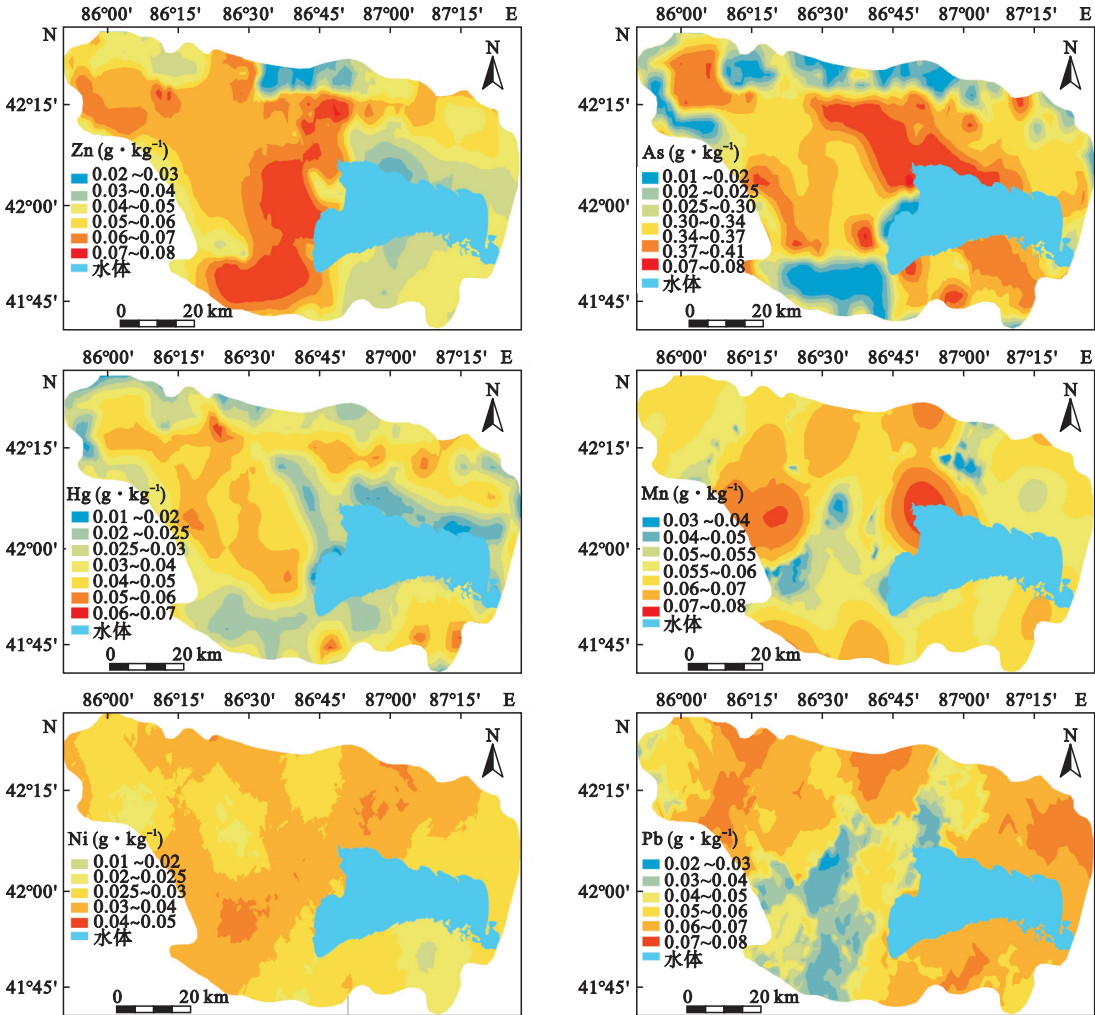 86°00' 86°15' 86°30' 86°45' 87°00' 87°15' E
N
N
42°15'
42°00'
41°45'
Zn (g·kg⁻¹)
0.02~0.03
0.03~0.04
0.04~0.05
0.05~0.06
0.06~0.07
0.07~0.08
水体
0 20 km
86°00' 86°15' 86°30' 86°45' 87°00' 87°15' E
N
N
42°15'
42°00'
41°45'
As (g·kg⁻¹)
0.01~0.02
0.02~0.025
0.025~0.30
0.30~0.34
0.34~0.37
0.37~0.41
0.07~0.08
水体
0 20 km
86°00' 86°15' 86°30' 86°45' 87°00' 87°15' E
N
N
42°15'
42°00'
41°45'
Hg (g·kg⁻¹)
0.01~0.02
0.02~0.025
0.025~0.03
0.03~0.04
0.04~0.05
0.05~0.06
0.06~0.07
水体
0 20 km
86°00' 86°15' 86°30' 86°45' 87°00' 87°15' E
N
N
42°15'
42°00'
41°45'
Mn (g·kg⁻¹)
0.03~0.04
0.04~0.05
0.05~0.055
0.055~0.06
0.06~0.07
0.07~0.08
水体
0 20 km
86°00' 86°15' 86°30' 86°45' 87°00' 87°15' E
N
N
42°15'
42°00'
41°45'
Ni (g·kg⁻¹)
0.01~0.02
0.02~0.025
0.025~0.03
0.03~0.04
0.04~0.05
水体
0 20 km
86°00' 86°15' 86°30' 86°45' 87°00' 87°15' E
N
N
42°15'
42°00'
41°45'
Pb (g·kg⁻¹)
0.02~0.03
0.03~0.04
0.04~0.05
0.05~0.06
0.06~0.07
0.07~0.08
水体
0 20 km